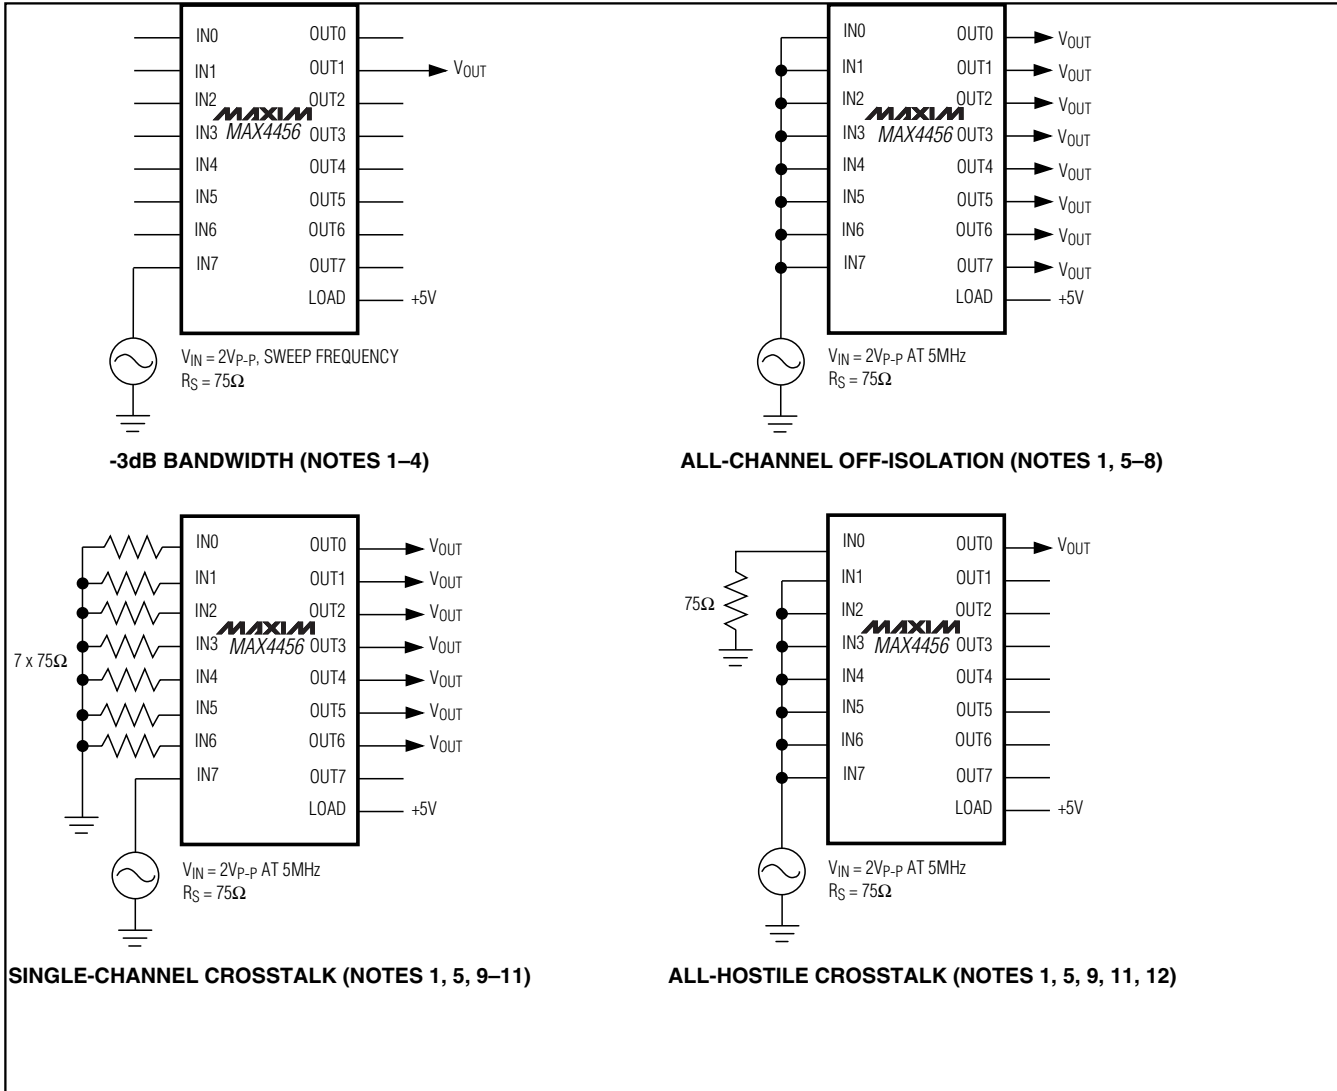 IN0 OUT0
IN1 OUT1 VOUT
IN2 OUT2
MAXIM
IN3 MAX4456 OUT3
IN4 OUT4
IN5 OUT5
IN6 OUT6
IN7 OUT7
LOAD +5V
VIN = 2VP-P, SWEEP FREQUENCY
RS = 75Ω
-3dB BANDWIDTH (NOTES 1–4)
IN0 OUT0 VOUT
IN1 OUT1 VOUT
IN2 OUT2 VOUT
MAXIM
IN3 MAX4456 OUT3 VOUT
IN4 OUT4 VOUT
IN5 OUT5 VOUT
IN6 OUT6 VOUT
IN7 OUT7 VOUT
LOAD +5V
VIN = 2VP-P AT 5MHz
RS = 75Ω
ALL-CHANNEL OFF-ISOLATION (NOTES 1, 5–8)
IN0 OUT0 VOUT
IN1 OUT1 VOUT
IN2 OUT2 VOUT
MAXIM
7 x 75Ω IN3 MAX4456 OUT3 VOUT
IN4 OUT4 VOUT
IN5 OUT5 VOUT
IN6 OUT6 VOUT
IN7 OUT7
LOAD +5V
VIN = 2VP-P AT 5MHz
RS = 75Ω
SINGLE-CHANNEL CROSSTALK (NOTES 1, 5, 9–11)
IN0 OUT0 VOUT
IN1 OUT1
75Ω IN2 OUT2
MAXIM
IN3 MAX4456 OUT3
IN4 OUT4
IN5 OUT5
IN6 OUT6
IN7 OUT7
LOAD +5V
VIN = 2VP-P AT 5MHz
RS = 75Ω
ALL-HOSTILE CROSSTALK (NOTES 1, 5, 9, 11, 12)